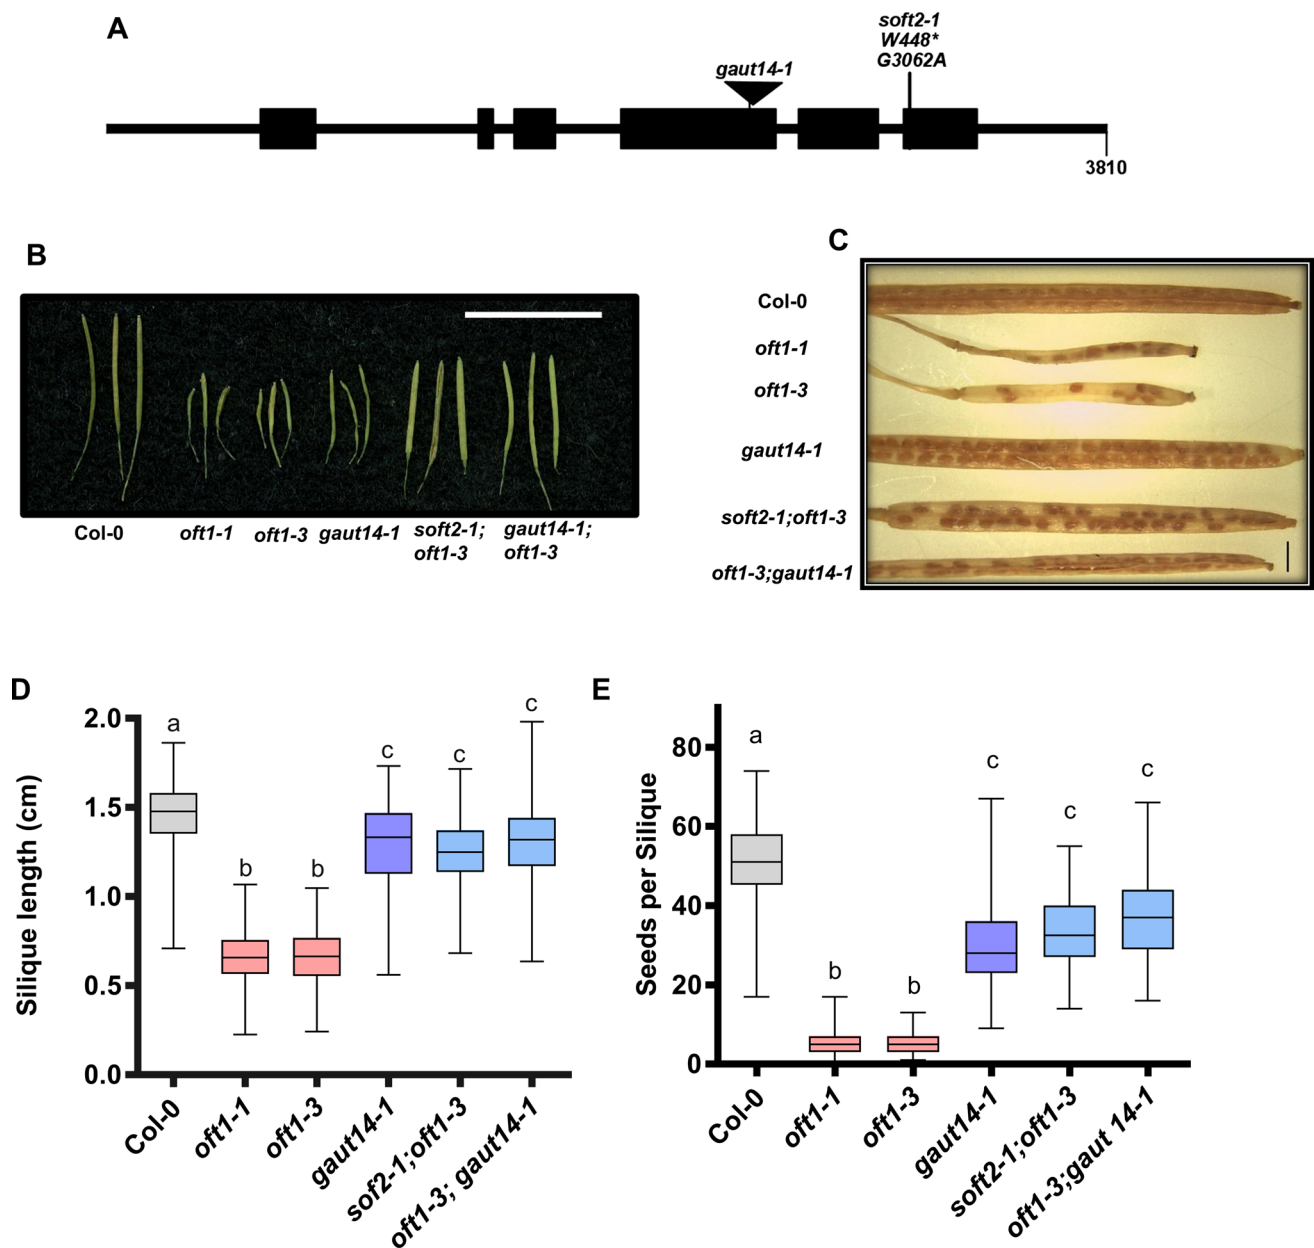 A
soft2-1
W448*
G3062A
gaut14-1
3810
B
Col-0
oft1-1
oft1-3
gaut14-1
soft2-1;
oft1-3
gaut14-1;
oft1-3
C
Col-0
oft1-1
oft1-3
gaut14-1
soft2-1;oft1-3
oft1-3;gaut14-1
D
Silique length (cm)
2.0
1.5
1.0
0.5
0.0
a
b
b
c
c
c
Col-0
oft1-1
oft1-3
gaut14-1
sof2-1;oft1-3
oft1-3; gaut14-1
E
Seeds per Silique
80
60
40
20
0
a
b
b
c
c
c
Col-0
oft1-1
oft1-3
gaut14-1
soft2-1;oft1-3
oft1-3;gaut 14-1